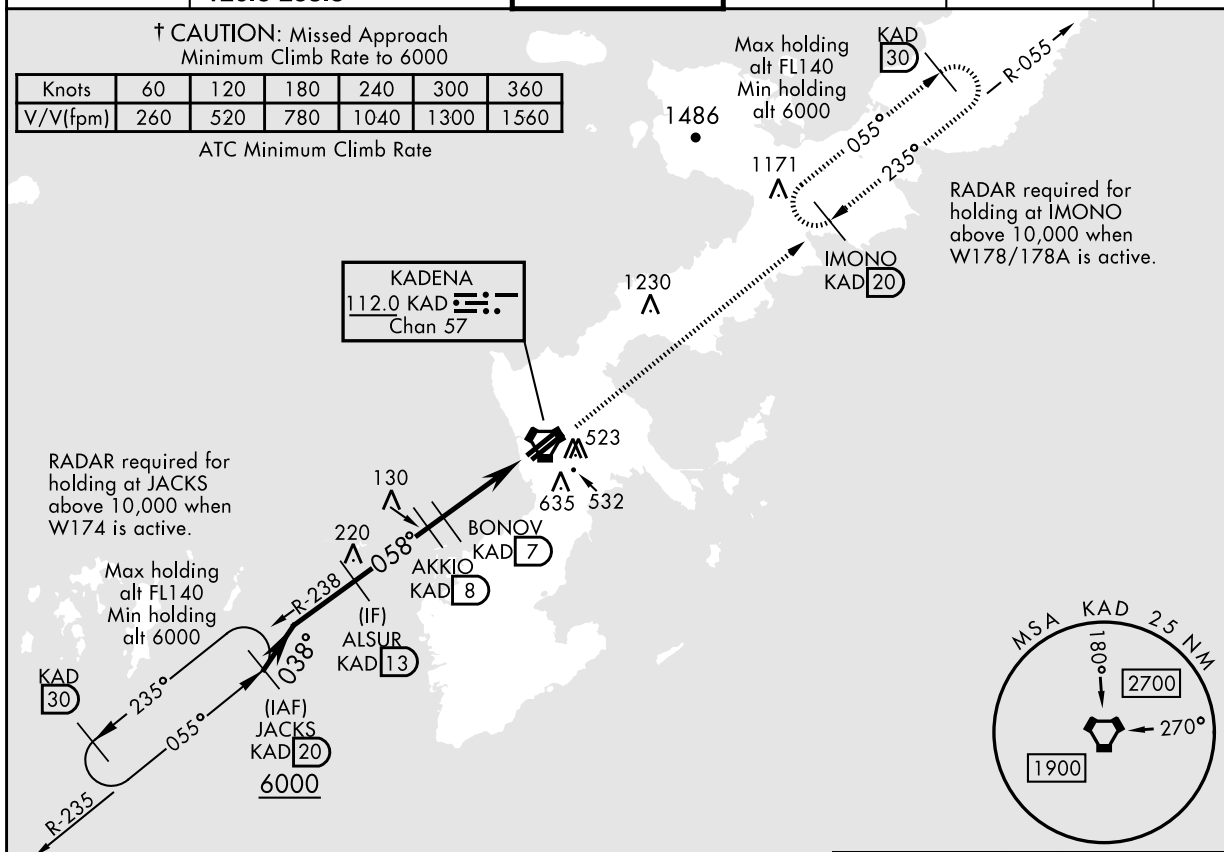 † CAUTION: Missed Approach
Minimum Climb Rate to 6000
Knots 60 120 180 240 300 360
V/V(fpm) 260 520 780 1040 1300 1560
ATC Minimum Climb Rate
Max holding
alt FL140
Min holding
alt 6000
KAD
30
R-055
1486
055°
235°
1171
RADAR required for
holding at IMONO
above 10,000 when
W178/178A is active.
IMONO
KAD 20
KADENA
112.0 KAD
Chan 57
1230
523
532
635
RADAR required for
holding at JACKS
above 10,000 when
W174 is active.
130
220
058°
BONOV
KAD 7
AKKIO
KAD 8
R-238
(IF)
ALSUR
KAD 13
Max holding
alt FL140
Min holding
alt 6000
038°
KAD
30
235°
055°
(IAF)
JACKS
KAD 20
6000
R-235
MSA KAD 25 NM
180°
2700
270°
1900